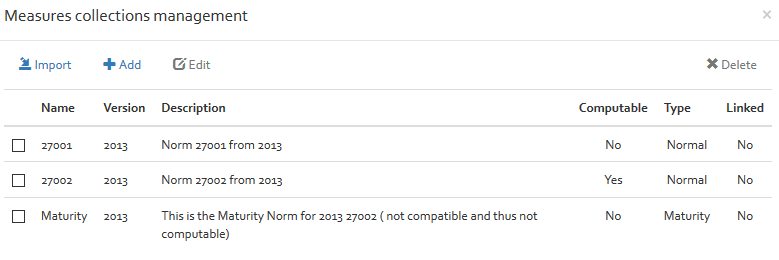 Measures collections management ×
Import Add Edit Delete
Name Version Description Computable Type Linked
27001 2013 Norm 27001 from 2013 No Normal No
27002 2013 Norm 27002 from 2013 Yes Normal No
Maturity 2013 This is the Maturity Norm for 2013 27002 ( not compatible and thus not No Maturity No
computable)